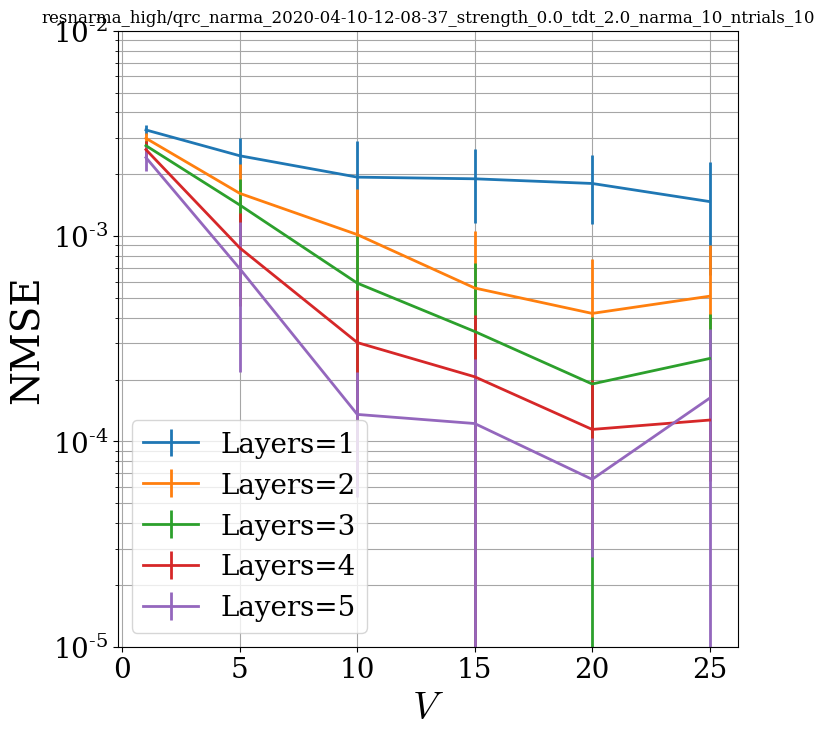 resnarma_high/qrc_narma_2020-04-10-12-08-37_strength_0.0_tdt_2.0_narma_10_ntrials_10
10-2
10-3
10-4
10-5
NMSE
Layers=1
Layers=2
Layers=3
Layers=4
Layers=5
0 5 10 15 20 25
V